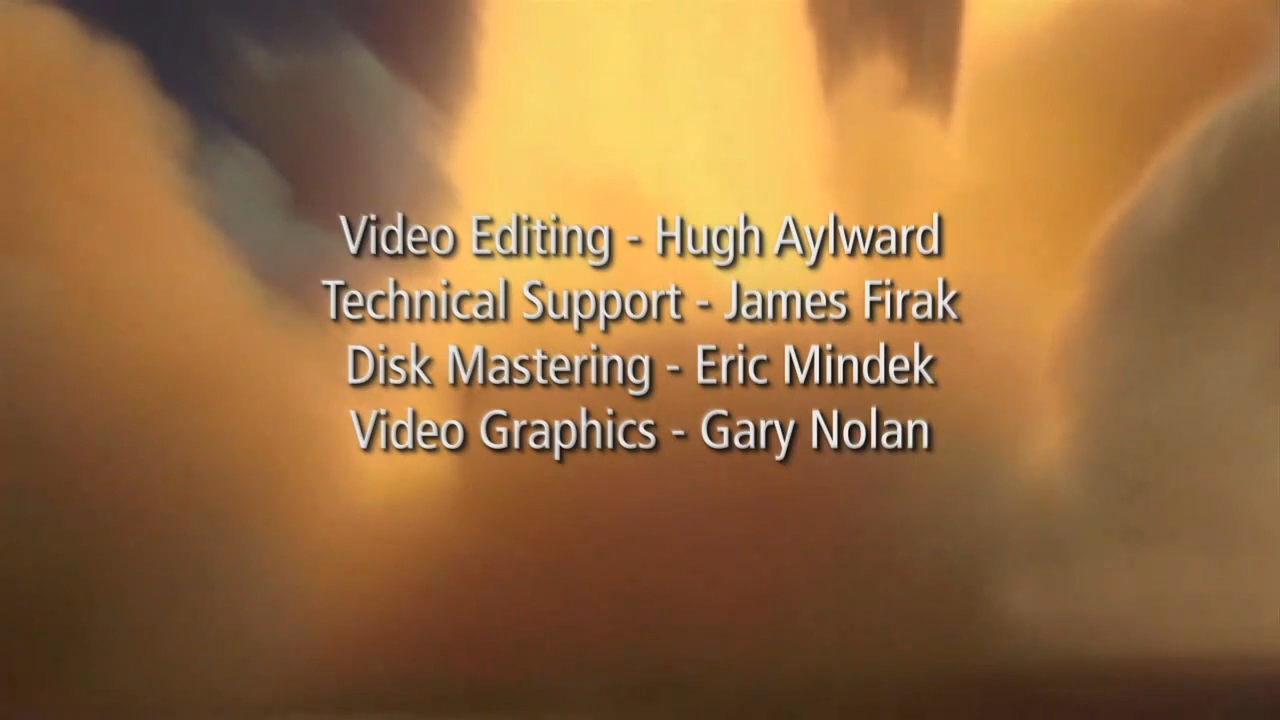 Video Editing - Hugh Aylward
Technical Support - James Firak
Disk Mastering - Eric Mindek
Video Graphics - Gary Nolan